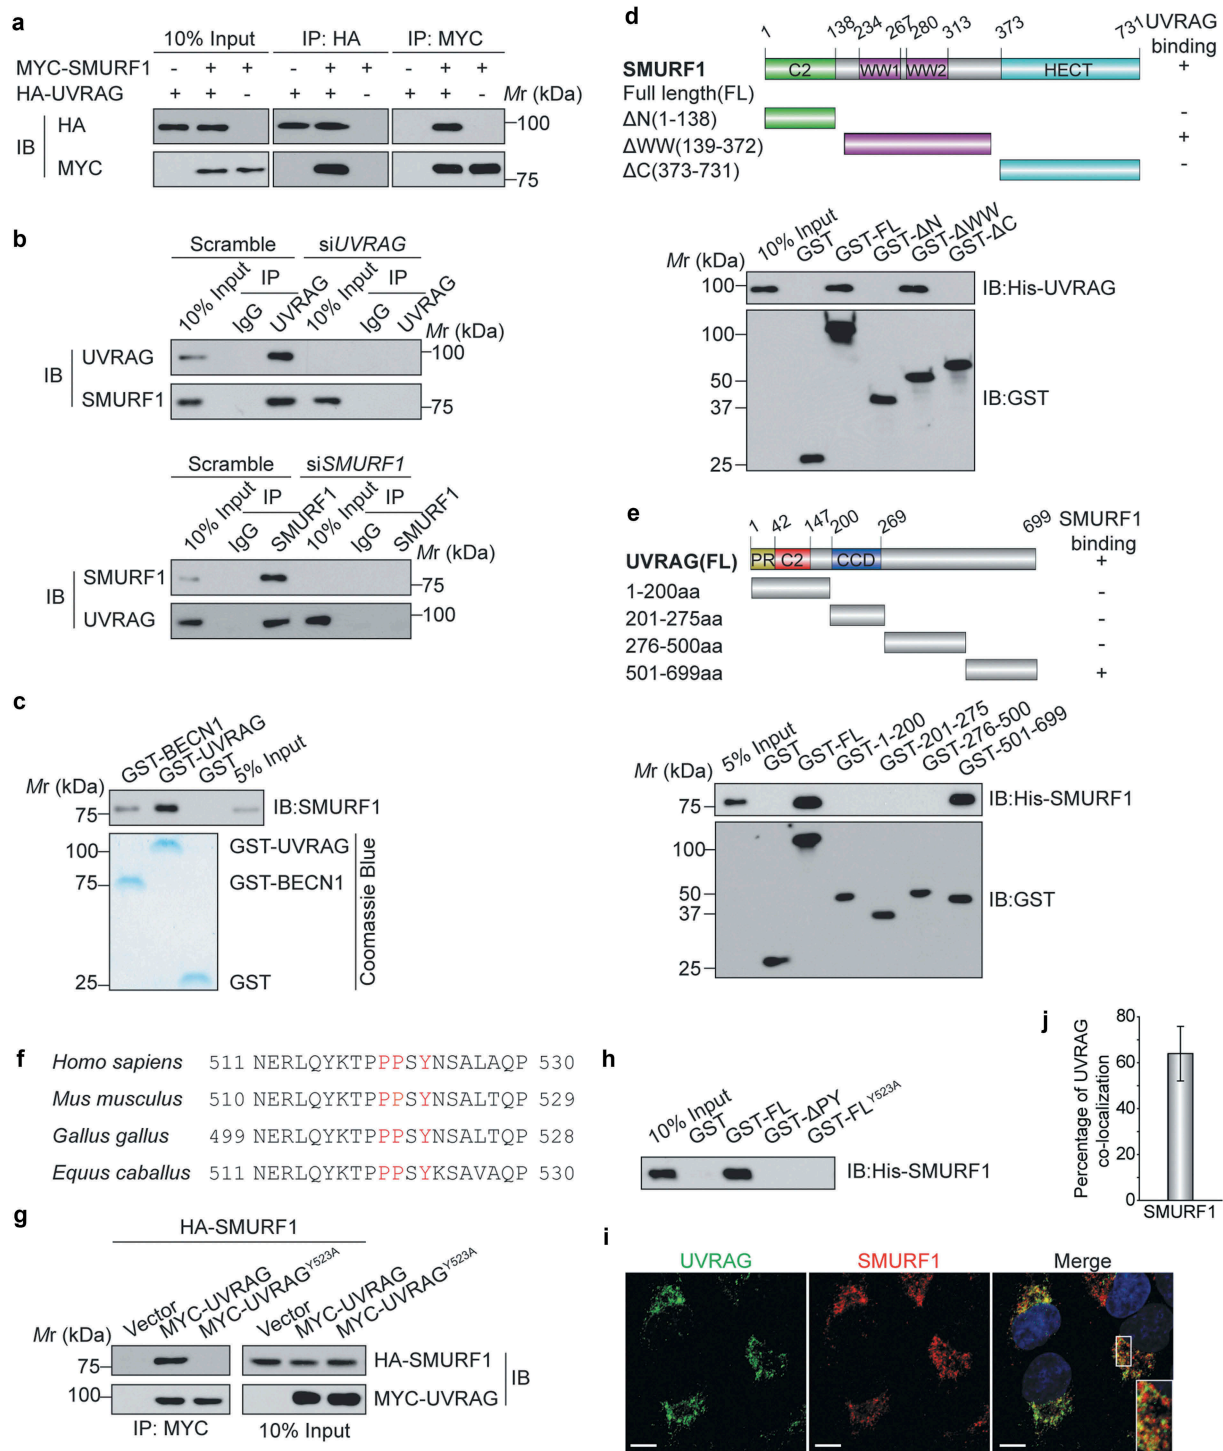 a
10% Input IP: HA IP: MYC
MYC-SMURF1 - + + - + + - + +
HA-UVRAG + + - + + - + + - Mr (kDa)
IB HA 100
MYC 75
b
Scramble siUVRAG
IP IP
10% Input IgG UVRAG 10% Input IgG UVRAG
Mr (kDa)
IB UVRAG 100
SMURF1 75
Scramble siSMURF1
IP IP
10% Input IgG SMURF1 10% Input IgG SMURF1
Mr (kDa)
IB SMURF1 75
UVRAG 100
c
GST-BECN1 GST-UVRAG GST 5% Input
Mr (kDa)
75 IB:SMURF1
100 GST-UVRAG
75 GST-BECN1
25 GST
Coomassie Blue
d
1 138 234 267 280 313 373 731 UVRAG binding
SMURF1 C2 WW1 WW2 HECT +
Full length(FL)
ΔN(1-138) -
ΔWW(139-372) +
ΔC(373-731) -
10% Input GST GST-FL GST-ΔN GST-ΔWW GST-ΔC
Mr (kDa)
100 IB:His-UVRAG
100
50
37
25
IB:GST
e
1 42 147 200 269 699 SMURF1 binding
UVRAG(FL) PR C2 CCD +
1-200aa -
201-275aa -
276-500aa -
501-699aa +
5% Input GST GST-FL GST-1-200 GST-201-275 GST-276-500 GST-501-699
Mr (kDa)
75 IB:His-SMURF1
100
50
37
25
IB:GST
f
Homo sapiens 511 NERLQYKTPPPSYNSALAQP 530
Mus musculus 510 NERLQYKTPPPSYNSALTQP 529
Gallus gallus 499 NERLQYKTPPPSYNSALTQP 528
Equus caballus 511 NERLQYKTPPPSYKSAVAQP 530
g
HA-SMURF1
Vector MYC-UVRAG MYC-UVRAGY523A Vector MYC-UVRAG MYC-UVRAGY523A
Mr (kDa)
75 HA-SMURF1
100 MYC-UVRAG
IB
IP: MYC 10% Input
h
10% Input GST GST-FL GST-ΔPY GST-FLY523A
IB:His-SMURF1
i
UVRAG SMURF1 Merge
j
Percentage of UVRAG
co-localization
80
60
40
20
0
SMURF1